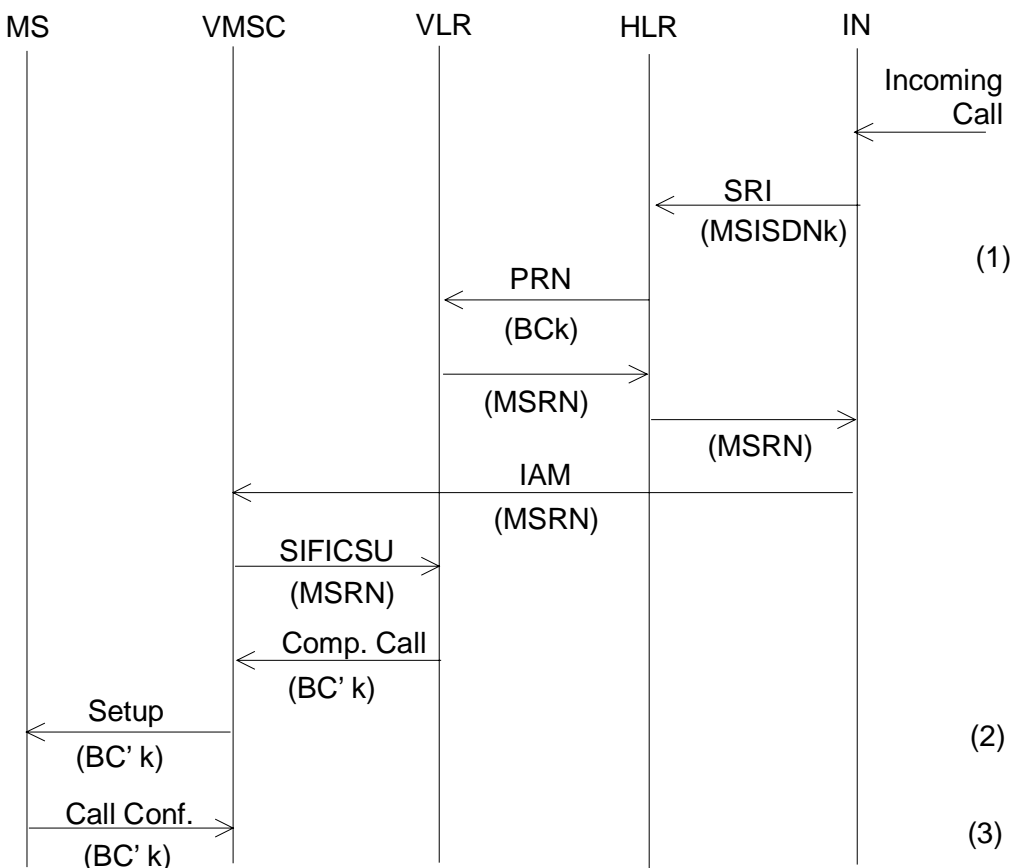 MS VMSC VLR HLR IN
Incoming
Call
SRI
(MSISDNk)
(1)
PRN
(BCk)
(MSRN)
(MSRN)
IAM
(MSRN)
SIFICSU
(MSRN)
Comp. Call
(BC’ k)
Setup
(BC’ k)
(2)
Call Conf.
(BC’ k)
(3)